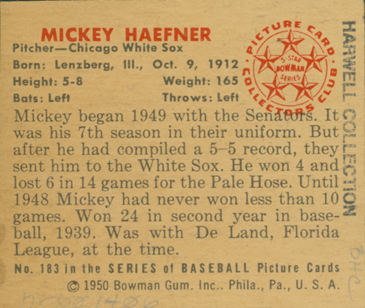 MICKEY HAEFNER
Pitcher—Chicago White Sox
Born: Lenzberg, Ill., Oct. 9, 1912
Height: 5-8 Weight: 165
Bats: Left Throws: Left
PICTURE CARD
COLLECTORS CLUB
5-STAR
BOWMAN
SERIES
HARWELL COLLECTION
Mickey began 1949 with the Senators. It
was his 7th season in their uniform. But
after he had compiled a 5–5 record, they
sent him to the White Sox. He won 4 and
lost 6 in 14 games for the Pale Hose. Until
1948 Mickey had never won less than 10
games. Won 24 in second year in base-
ball, 1939. Was with De Land, Florida
League, at the time.
No. 183 in the SERIES of BASEBALL Picture Cards
© 1950 Bowman Gum. Inc., Phila., Pa., U. S. A.